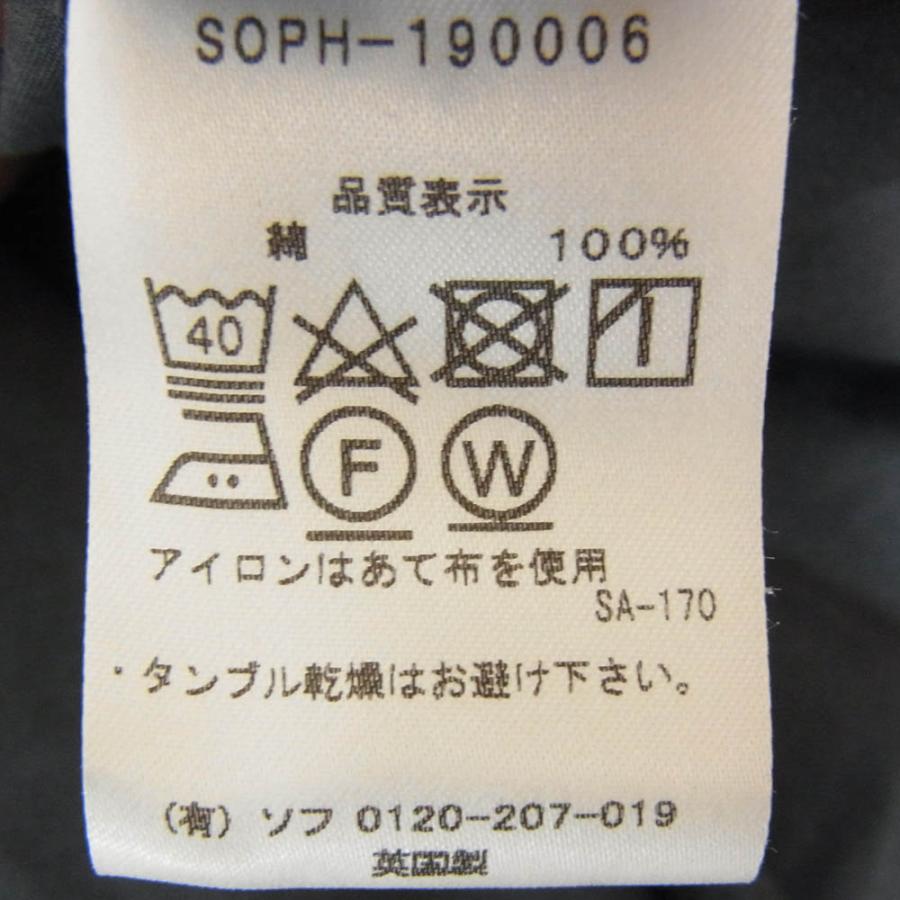 SOPH-190006
品質表示
綿 100%
40
F W
アイロンはあて布を使用
SA-170
・タンブル乾燥はお避け下さい。
(有) ソフ 0120-207-019
英国製